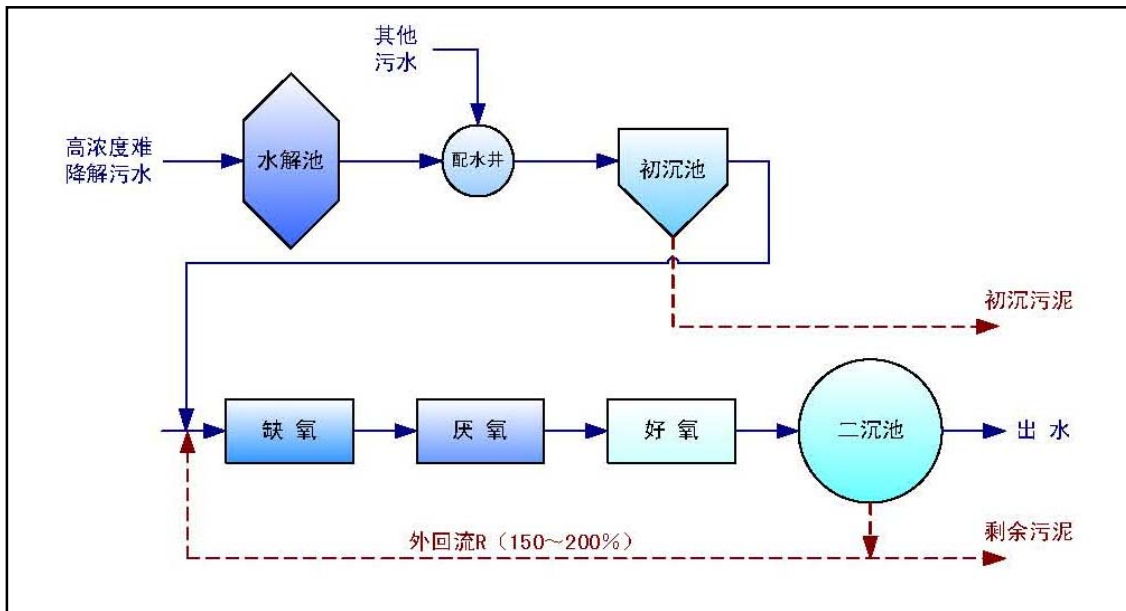 其他
污水
高浓度难
降解污水
水解池
配水井
初沉池
初沉污泥
缺 氧
厌 氧
好 氧
二沉池
出 水
外回流R（150～200%）
剩余污泥